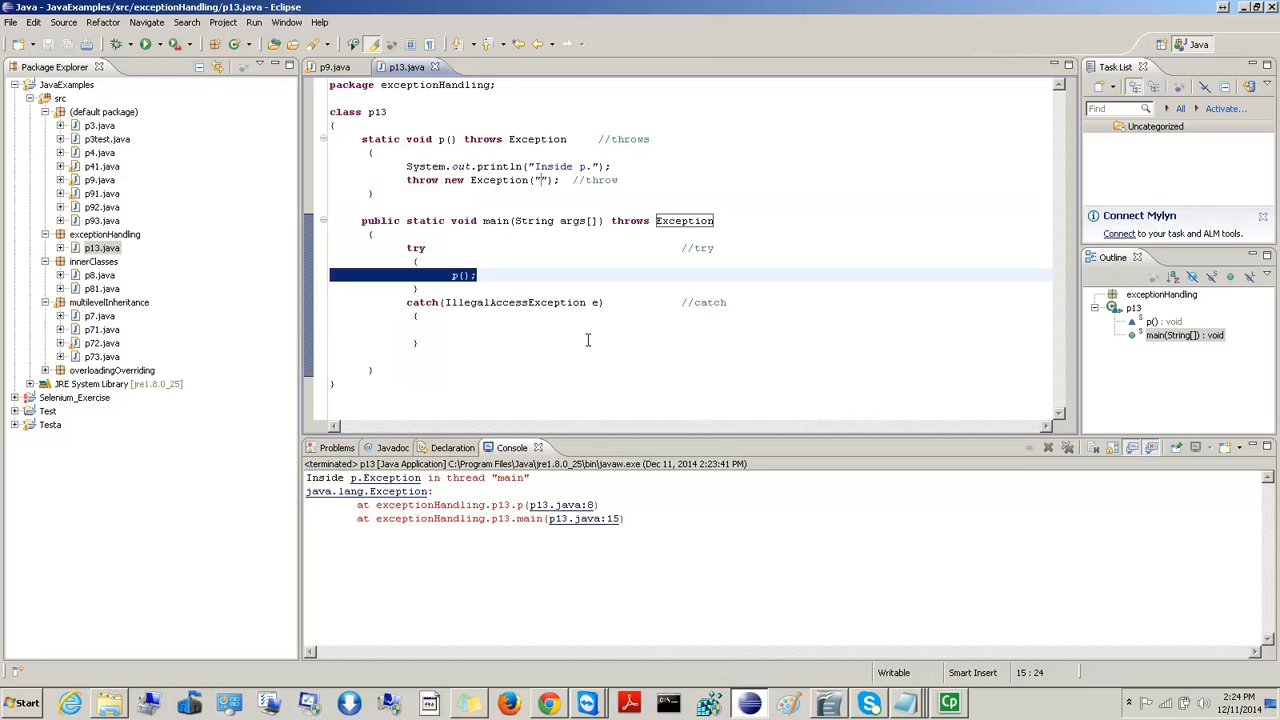 Java - JavaExamples/src/exceptionHandling/p13.java - Eclipse
File Edit Source Refactor Navigate Search Project Run Window Help
Java
Package Explorer
p9.java
p13.java
Task List
JavaExamples
src
(default package)
p3.java
p3test.java
p4.java
p41.java
p9.java
p91.java
p92.java
p93.java
exceptionHandling
p13.java
innerClasses
p8.java
p81.java
multilevelInheritance
p7.java
p71.java
p72.java
p73.java
overloadingOverriding
JRE System Library [jre1.8.0_25]
Selenium_Exercise
Test
Testa
package exceptionHandling;
class p13
{
static void p() throws Exception //throws
{
System.out.println("Inside p.");
throw new Exception(""); //throw
}
public static void main(String args[]) throws Exception
{
try //try
{
p();
}
catch(IllegalAccessException e) //catch
{
}
}
}
Find
All
Activate...
Uncategorized
Connect Mylyn
Connect to your task and ALM tools.
Outline
exceptionHandling
p13
p() : void
main(String[]) : void
Problems Javadoc Declaration Console
<terminated> p13 [Java Application] C:\Program Files\Java\jre1.8.0_25\bin\javaw.exe (Dec 11, 2014 2:23:41 PM)
Inside p.Exception in thread "main"
java.lang.Exception:
at exceptionHandling.p13.p(p13.java:8)
at exceptionHandling.p13.main(p13.java:15)
Writable
Smart Insert
15 : 24
Start
Cp
2:24 PM
12/11/2014